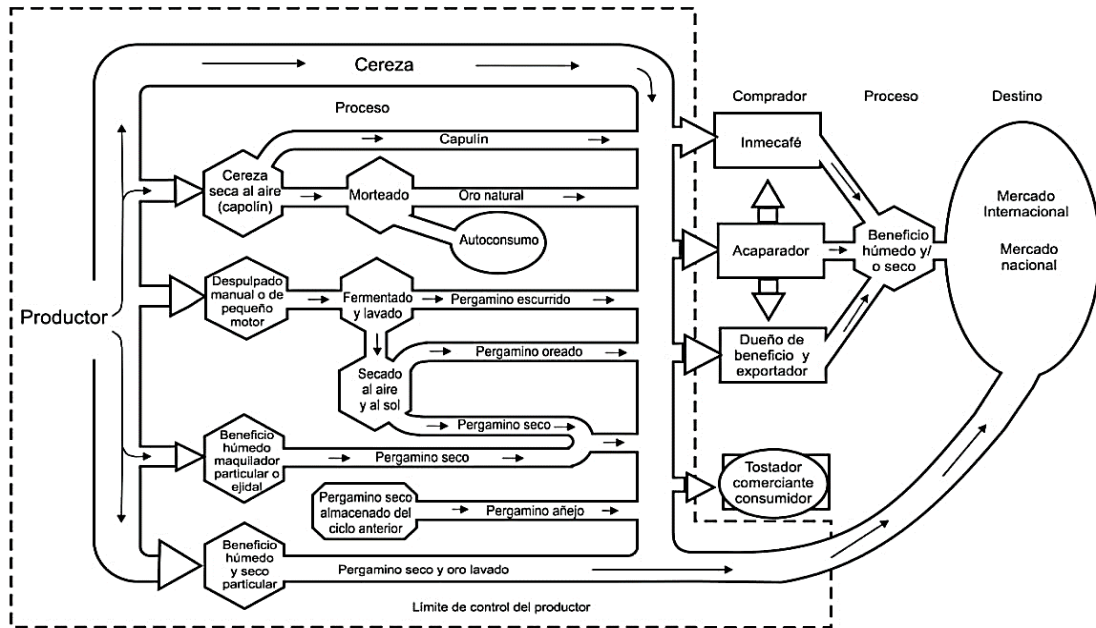 Cereza
Proceso
Comprador
Proceso
Destino
Capulín
Inmecafé
Cereza
seca al aire
(capolín)
Morteado
Oro natural
Autoconsumo
Mercado
Internacional
Mercado
nacional
Acaparador
Beneficio
húmedo y/
o seco
Productor
Despulpado
manual o de
pequeño
motor
Fermentado
y lavado
Pergamino escurrido
Pergamino oreado
Dueño de
beneficio y
exportador
Secado
al aire
y al sol
Pergamino seco
Beneficio
húmedo
maquilador
particular o
ejidal
Pergamino seco
Tostador
comerciante
consumidor
Pergamino seco
almacenado del
ciclo anterior
Pergamino añejo
Beneficio
húmedo
y seco
particular
Pergamino seco y oro lavado
Límite de control del productor